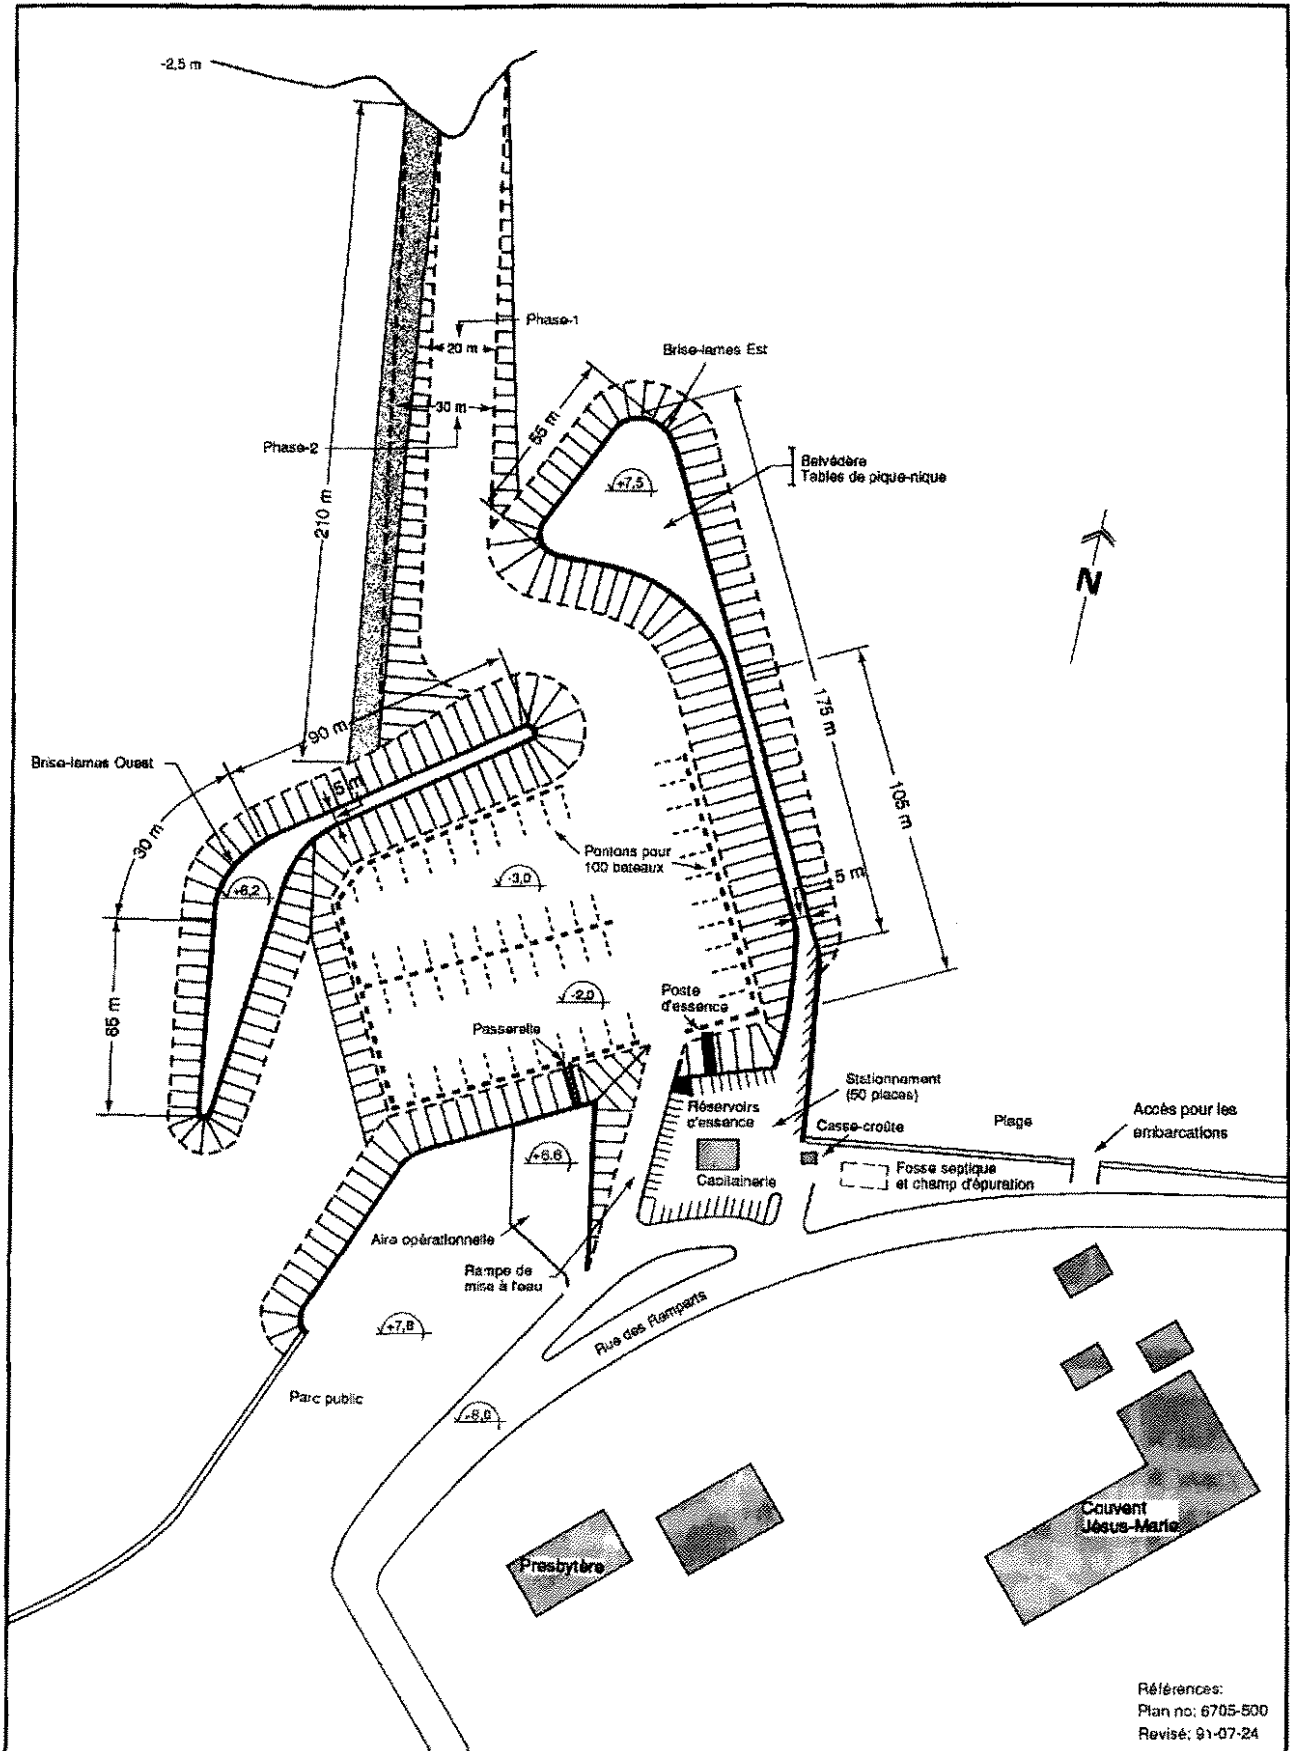 -2,5 m
Phase-1
20 m
Brise-lames Est
30 m
55 m
Phase-2
+7,5
Belvédère
Tables de pique-nique
210 m
N
90 m
175 m
Brise-lames Ouest
5 m
105 m
30 m
Pontons pour
100 bateaux
+6,2
-3,0
5 m
65 m
-2,0
Poste
d'essence
Passerelle
Stationnement
(50 places)
Réservoirs
d'essence
Casse-croûte
Plage
Accès pour les
embarcations
+6.6
Capitainerie
Fosse septique
et champ d'épuration
Aire opérationnelle
Rampe de
mise à l'eau
+7,8
Rue des Remparts
Parc public
+8,0
Couvent
Jésus-Marie
Presbytère
Références:
Plan no: 6705-500
Revisé: 91-07-24